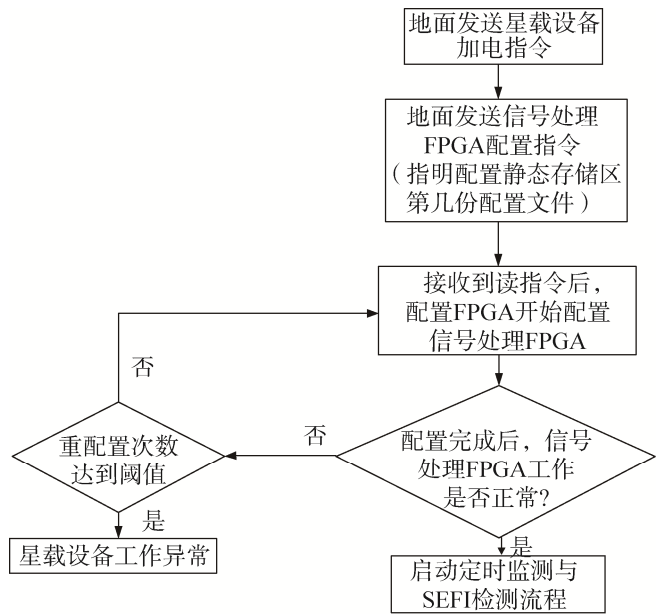 地面发送星载设备
加电指令
地面发送信号处理
FPGA配置指令
（指明配置静态存储区
第几份配置文件）
接收到读指令后，
配置FPGA开始配置
信号处理FPGA
否
重配置次数
达到阈值
否
配置完成后，信号
处理FPGA工作
是否正常?
是
星载设备工作异常
是
启动定时监测与
SEFI检测流程